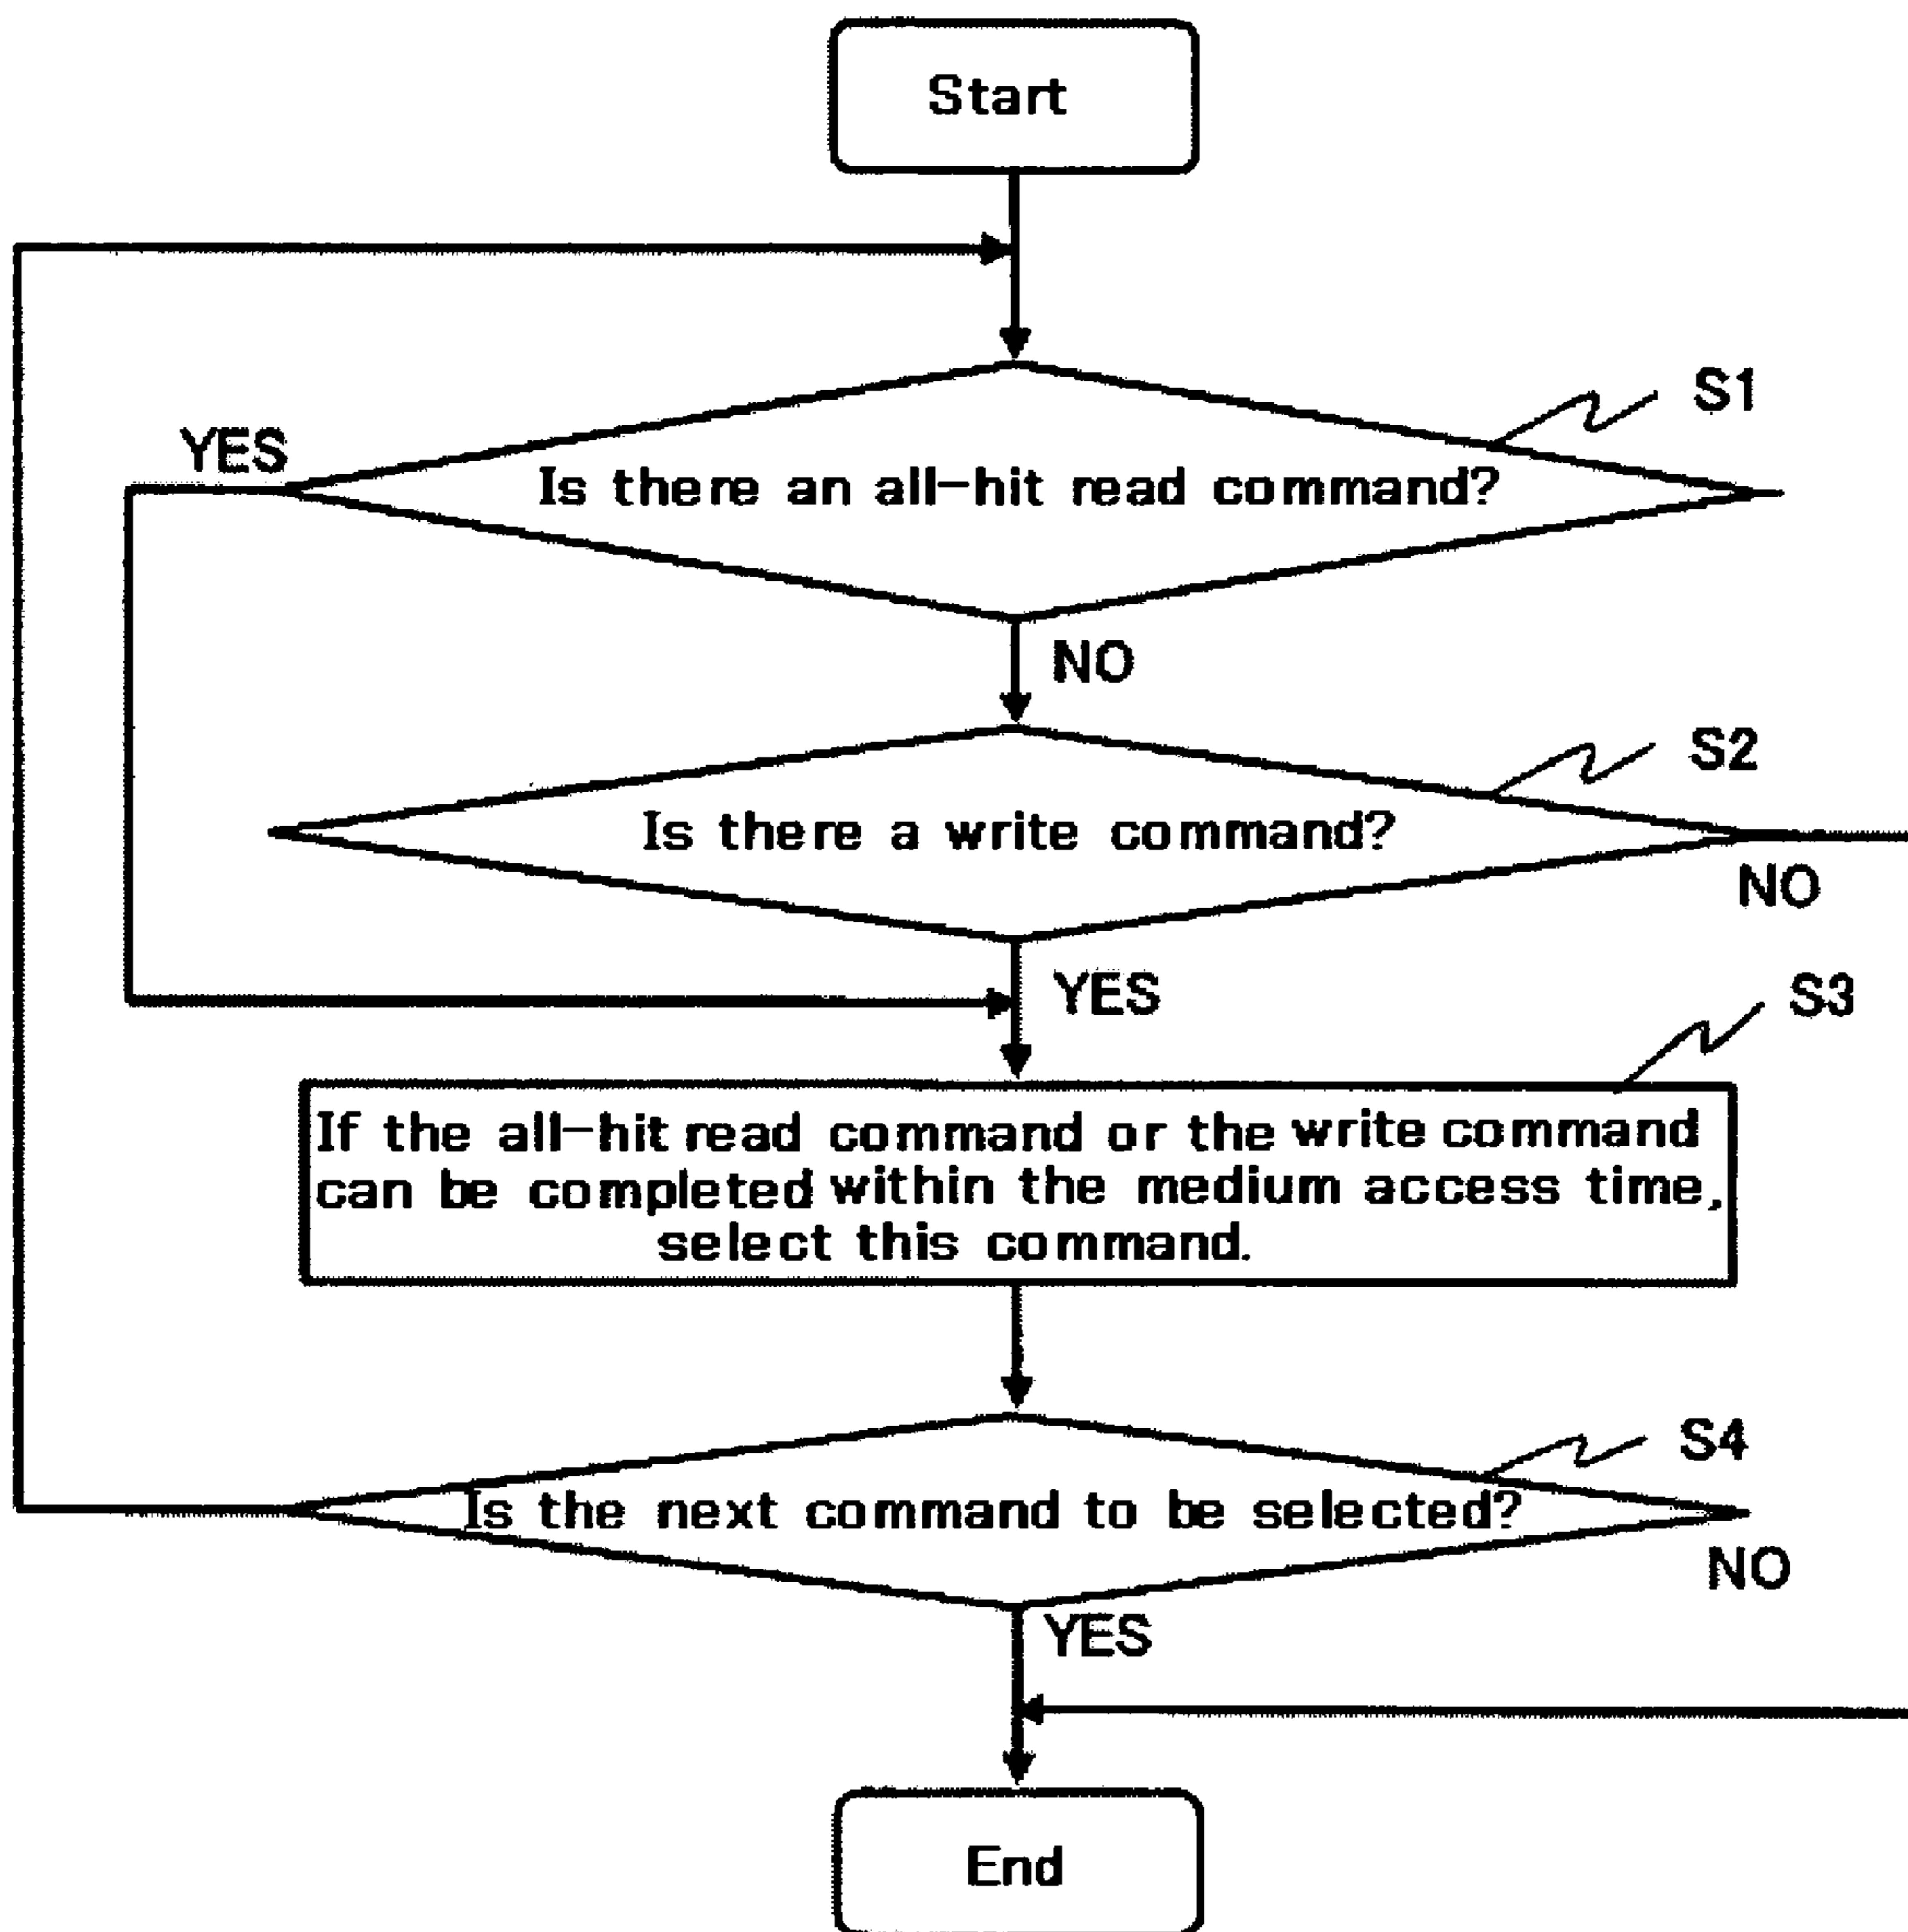 Start
S1
YES
Is there an all-hit read command?
NO
S2
Is there a write command?
NO
YES
S3
If the all-hit read command or the write command
can be completed within the medium access time,
select this command.
S4
Is the next command to be selected?
NO
YES
End